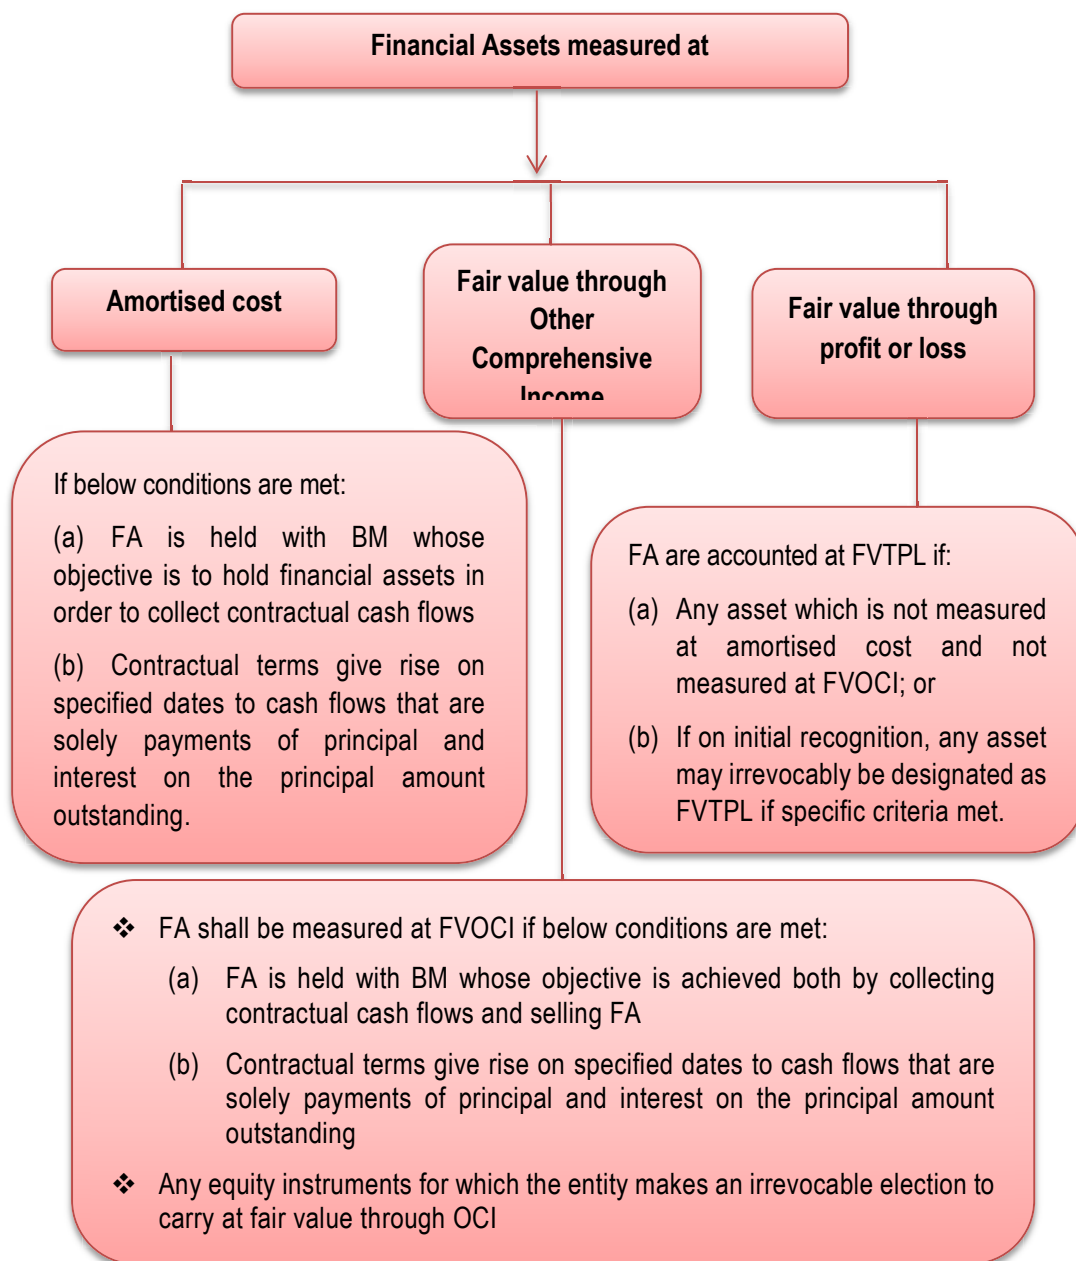 Financial Assets measured at
Amortised cost
Fair value through
Other
Comprehensive
Income
Fair value through
profit or loss
If below conditions are met:
(a) FA is held with BM whose
objective is to hold financial assets in
order to collect contractual cash flows
(b) Contractual terms give rise on
specified dates to cash flows that are
solely payments of principal and
interest on the principal amount
outstanding.
FA are accounted at FVTPL if:
(a) Any asset which is not measured
at amortised cost and not
measured at FVOCI; or
(b) If on initial recognition, any asset
may irrevocably be designated as
FVTPL if specific criteria met.
❖ FA shall be measured at FVOCI if below conditions are met:
(a) FA is held with BM whose objective is achieved both by collecting
contractual cash flows and selling FA
(b) Contractual terms give rise on specified dates to cash flows that are
solely payments of principal and interest on the principal amount
outstanding
❖ Any equity instruments for which the entity makes an irrevocable election to
carry at fair value through OCI